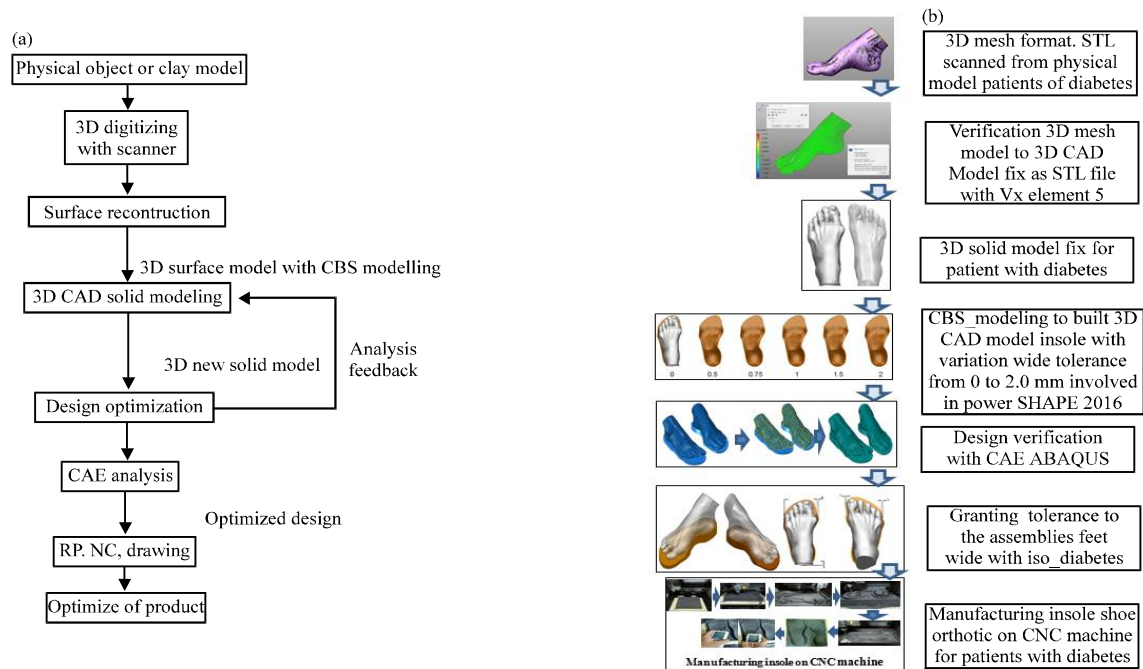 (a)
Physical object or clay model
3D digitizing
with scanner
Surface recontruction
3D surface model with CBS modelling
3D CAD solid modeling
3D new solid model
Analysis
feedback
Design optimization
CAE analysis
Optimized design
RP. NC, drawing
Optimize of product
(b)
3D mesh format. STL
scanned from physical
model patients of diabetes
Verification 3D mesh
model to 3D CAD
Model fix as STL file
with Vx element 5
3D solid model fix for
patient with diabetes
0 0.5 0.75 1 1.5 2
CBS_modeling to built 3D
CAD model insole with
variation wide tolerance
from 0 to 2.0 mm involved
in power SHAPE 2016
Design verification
with CAE ABAQUS
Granting tolerance to
the assemblies feet
wide with iso_diabetes
Manufacturing insole on CNC machine
Manufacturing insole shoe
orthotic on CNC machine
for patients with diabetes